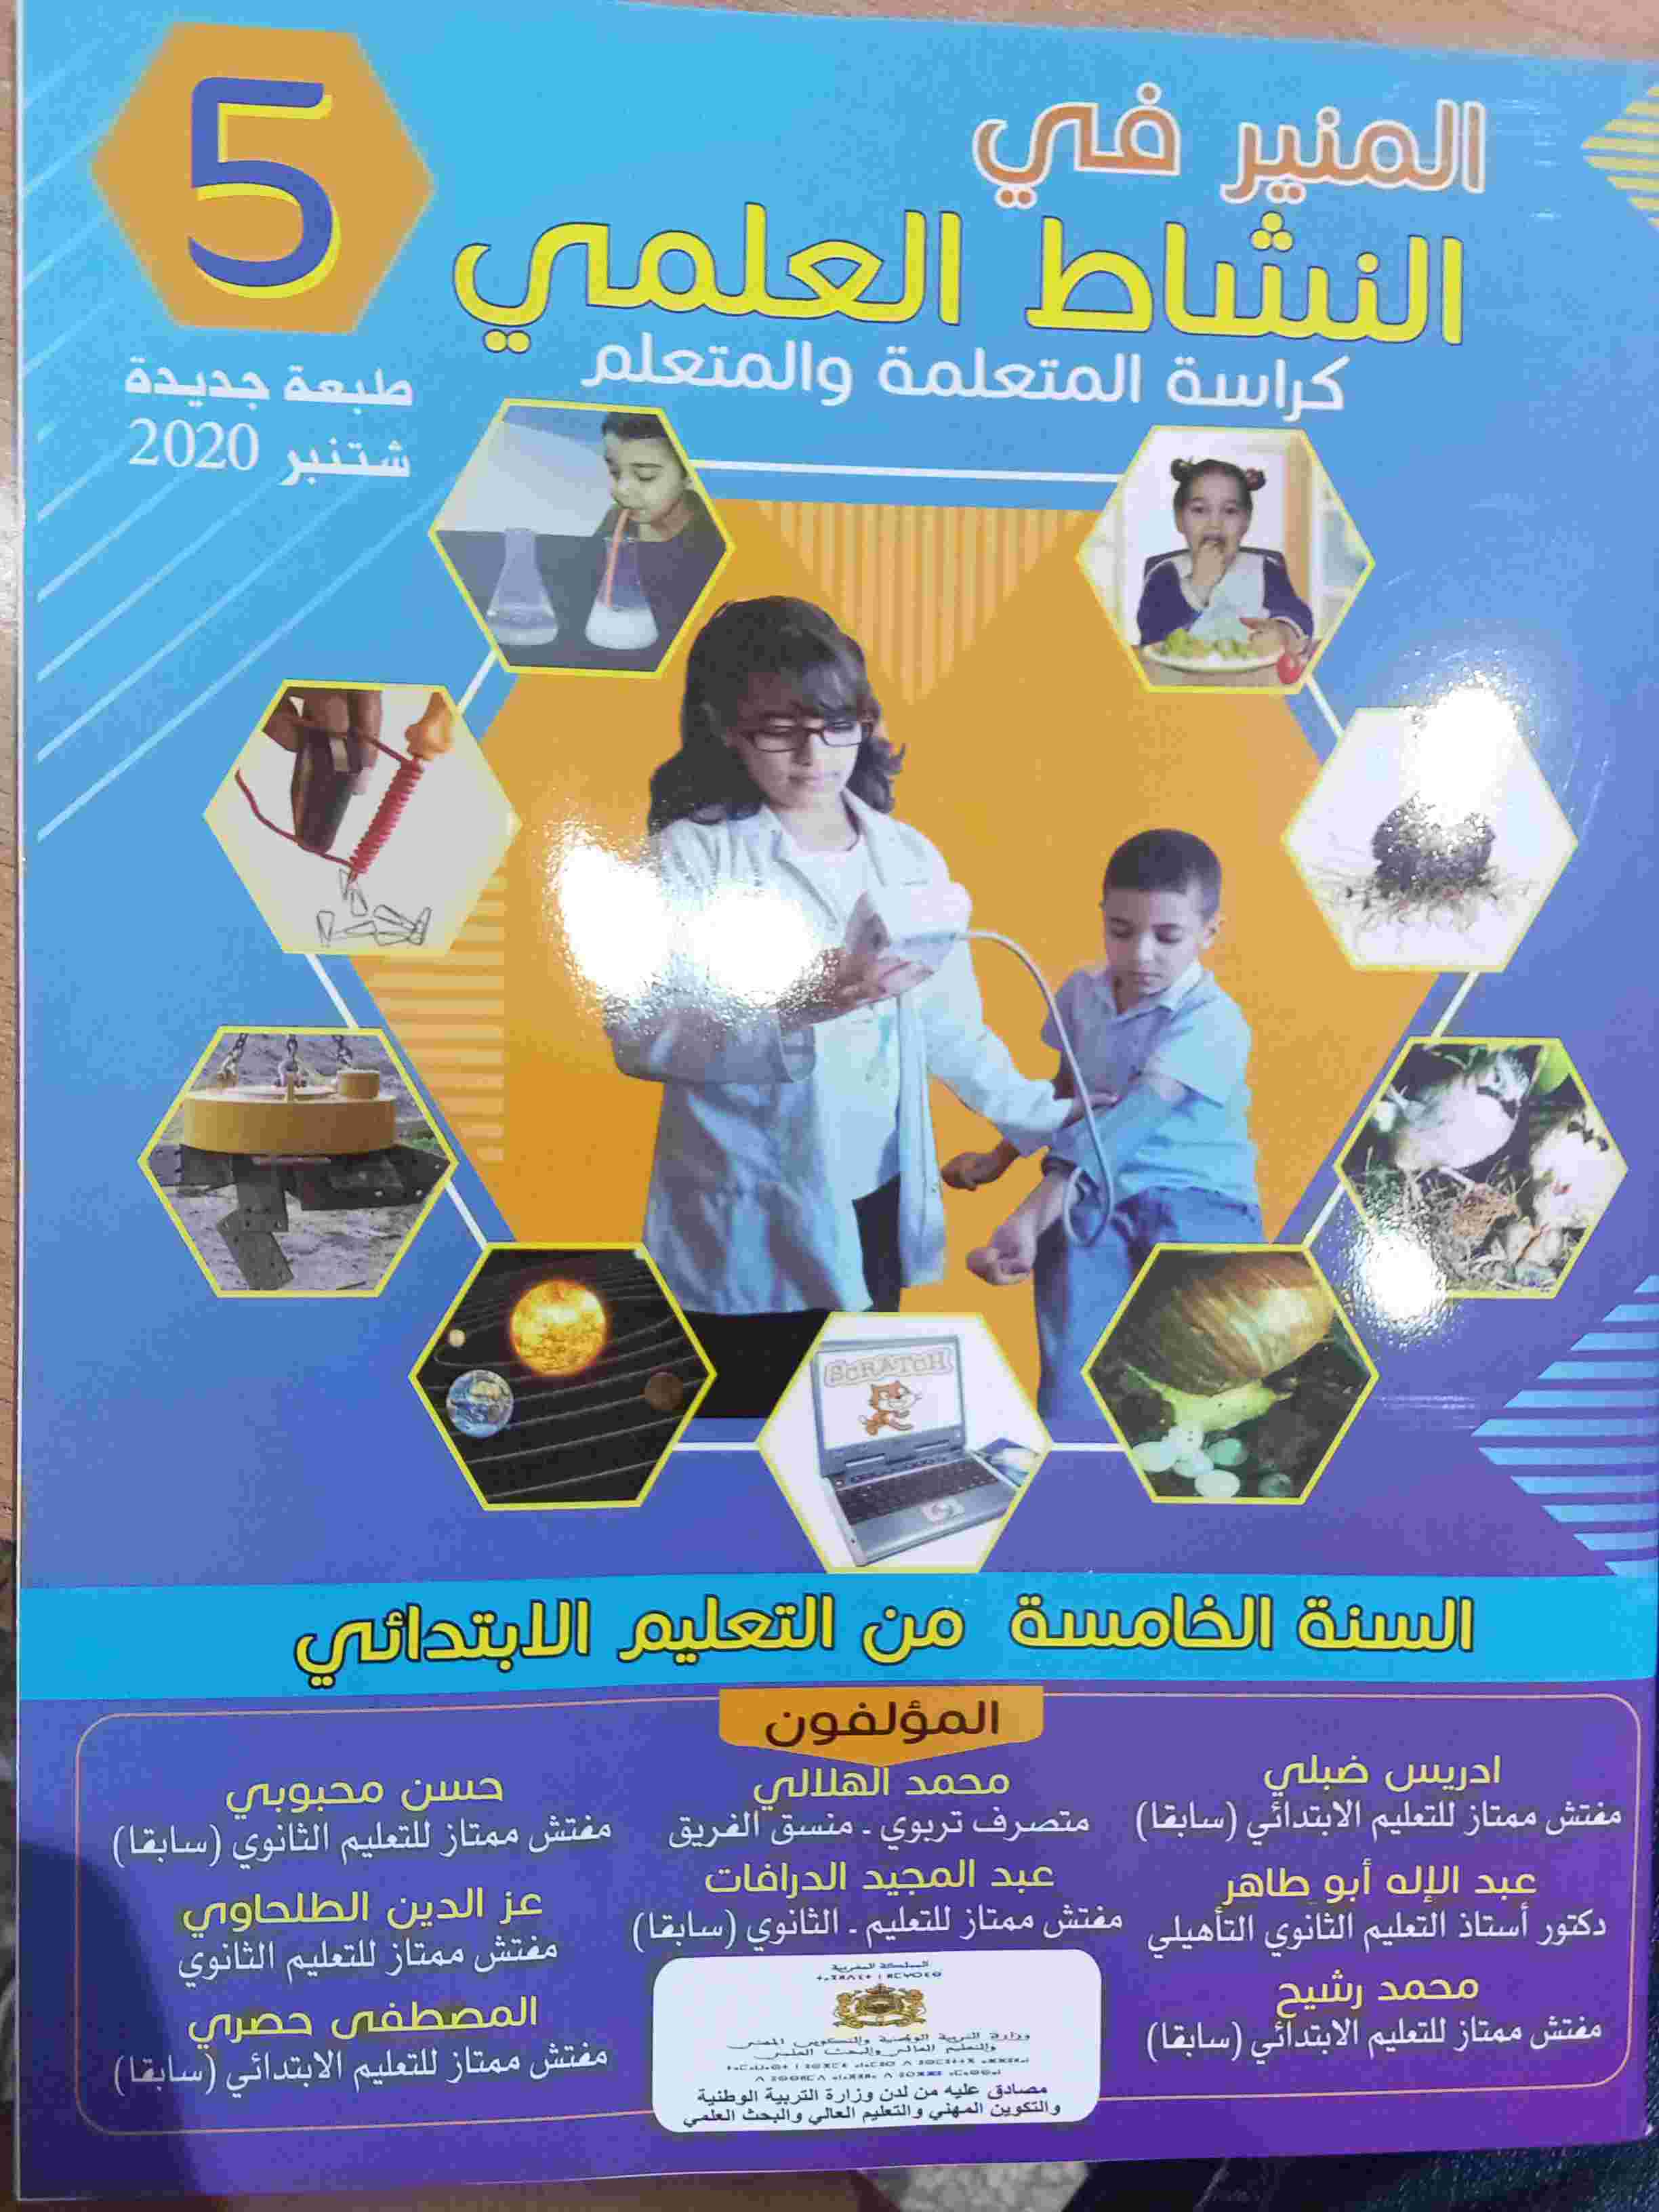 5
المنير في
النشاط العلمي
كراسة المتعلمة والمتعلم
طبعة جديدة
شتنبر 2020
SCRATCH
السنة الخامسة من التعليم الابتدائي
المؤلفون
ادريس ضبلي
مفتش ممتاز للتعليم الابتدائي (سابقا)
عبد الإله أبو طاهر
دكتور أستاذ التعليم الثانوي التأهيلي
محمد رشيح
مفتش ممتاز للتعليم الابتدائي (سابقا)
محمد الهلالي
متصرف تربوي - منسق الفريق
عبد المجيد الدرافات
مفتش ممتاز للتعليم - الثانوي (سابقا)
حسن محبوبي
مفتش ممتاز للتعليم الثانوي (سابقا)
عز الدين الطلحاوي
مفتش ممتاز للتعليم الثانوي
المصطفى حصري
مفتش ممتاز للتعليم الابتدائي (سابقا)
المملكة المغربية
وزارة التربية الوطنية والتكوين المهني
والتعليم العالي والبحث العلمي
مصادق عليه من لدن وزارة التربية الوطنية
والتكوين المهني والتعليم العالي والبحث العلمي